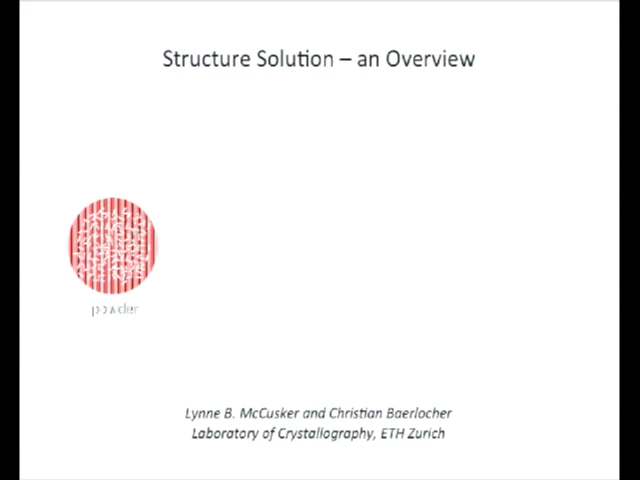 Structure Solution – an Overview
powder
Lynne B. McCusker and Christian Baerlocher
Laboratory of Crystallography, ETH Zurich